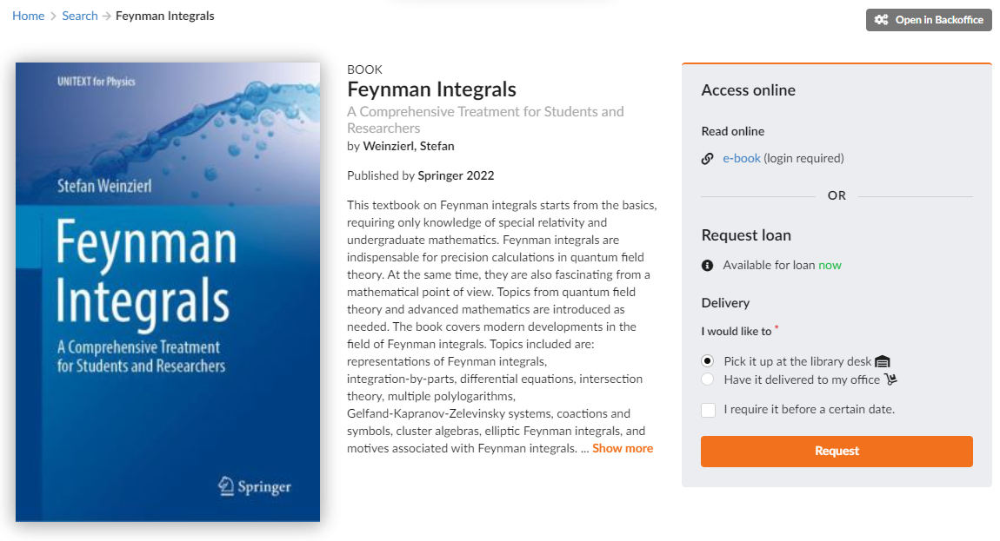 Home > Search → Feynman Integrals
Open in Backoffice
UNITEXT for Physics
Stefan Weinzierl
Feynman
Integrals
A Comprehensive Treatment
for Students and Researchers
Springer
BOOK
Feynman Integrals
A Comprehensive Treatment for Students and
Researchers
by Weinzierl, Stefan
Published by Springer 2022
This textbook on Feynman integrals starts from the basics,
requiring only knowledge of special relativity and
undergraduate mathematics. Feynman integrals are
indispensable for precision calculations in quantum field
theory. At the same time, they are also fascinating from a
mathematical point of view. Topics from quantum field
theory and advanced mathematics are introduced as
needed. The book covers modern developments in the
field of Feynman integrals. Topics included are:
representations of Feynman integrals,
integration-by-parts, differential equations, intersection
theory, multiple polylogarithms,
Gelfand-Kapranov-Zelevinsky systems, coactions and
symbols, cluster algebras, elliptic Feynman integrals, and
motives associated with Feynman integrals. ... Show more
Access online
Read online
e-book (login required)
OR
Request loan
Available for loan now
Delivery
I would like to *
Pick it up at the library desk
Have it delivered to my office
I require it before a certain date.
Request